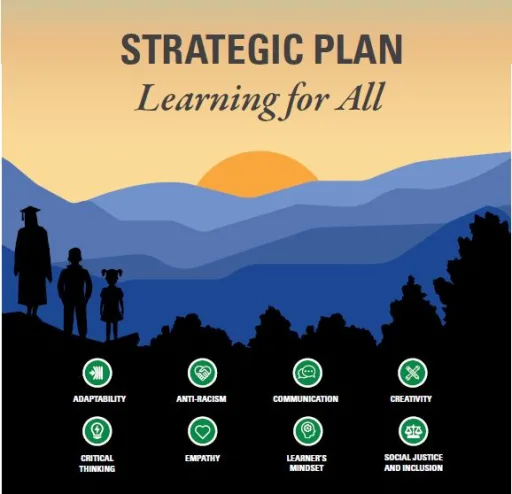 STRATEGIC PLAN
Learning for All
ADAPTABILITY
ANTI-RACISM
COMMUNICATION
CREATIVITY
CRITICAL
THINKING
EMPATHY
LEARNER'S
MINDSET
SOCIAL JUSTICE
AND INCLUSION